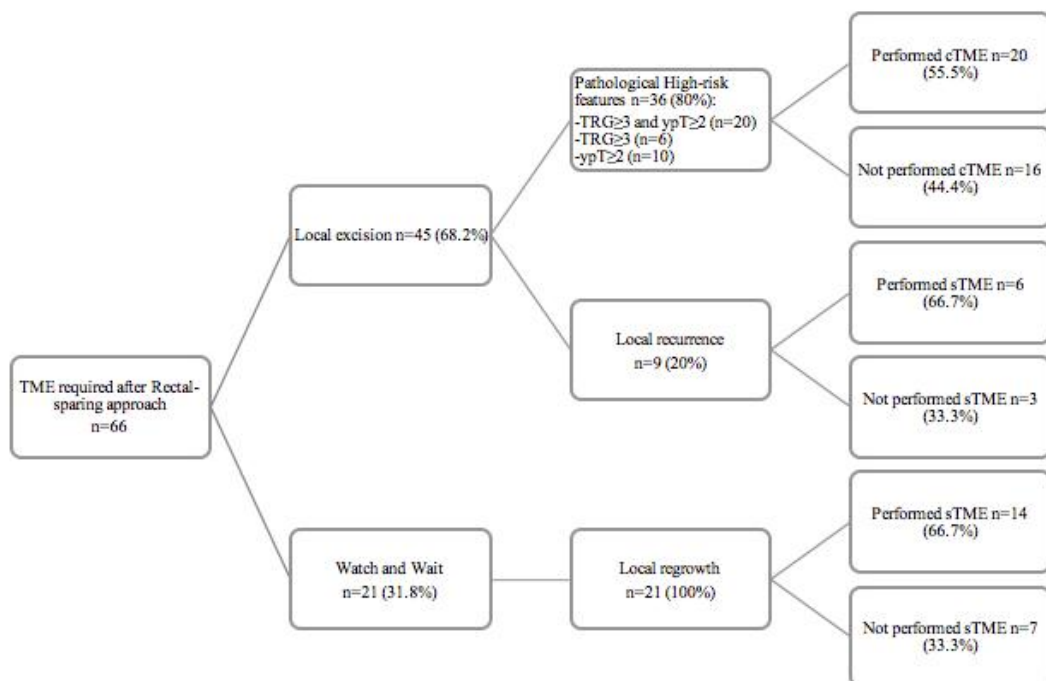 TME required after Rectal-
sparing approach
n=66
Local excision n=45 (68.2%)
Watch and Wait
n=21 (31.8%)
Pathological High-risk
features n=36 (80%):
-TRG≥3 and ypT≥2 (n=20)
-TRG≥3 (n=6)
-ypT≥2 (n=10)
Local recurrence
n=9 (20%)
Local regrowth
n=21 (100%)
Performed cTME n=20
(55.5%)
Not performed cTME n=16
(44.4%)
Performed sTME n=6
(66.7%)
Not performed sTME n=3
(33.3%)
Performed sTME n=14
(66.7%)
Not performed sTME n=7
(33.3%)